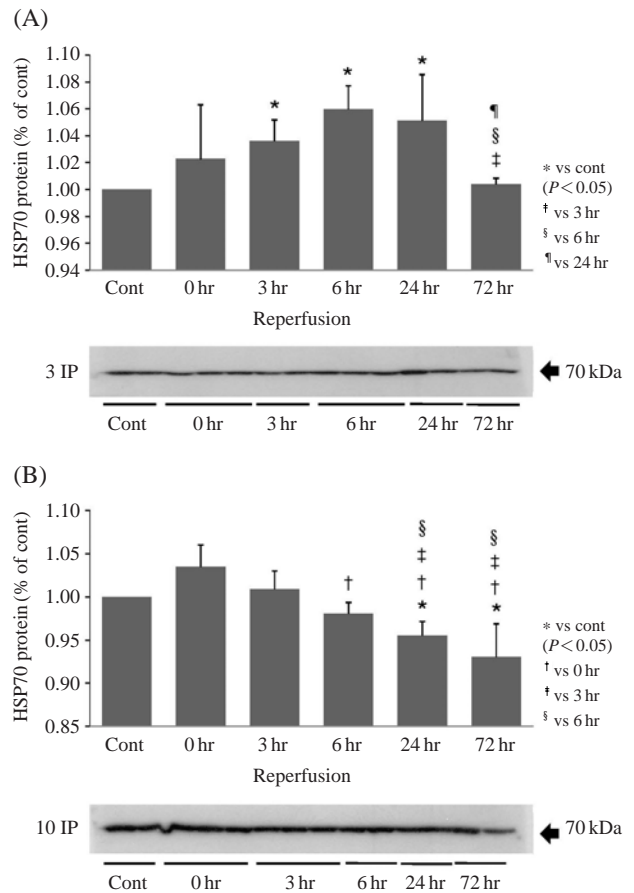 (A)
HSP70 protein (% of cont)
1.10
1.08
1.06
1.04
1.02
1.00
0.98
0.96
0.94
* * *
¶
§
‡
Cont 0 hr 3 hr 6 hr 24 hr 72 hr
Reperfusion
* vs cont
(P < 0.05)
‡ vs 3 hr
§ vs 6 hr
¶ vs 24 hr
3 IP
70 kDa
Cont 0 hr 3 hr 6 hr 24 hr 72 hr
(B)
HSP70 protein (% of cont)
1.10
1.05
1.00
0.95
0.90
0.85
†
§
‡
†
*
§
‡
†
*
Cont 0 hr 3 hr 6 hr 24 hr 72 hr
Reperfusion
* vs cont
(P < 0.05)
† vs 0 hr
‡ vs 3 hr
§ vs 6 hr
10 IP
70 kDa
Cont 0 hr 3 hr 6 hr 24 hr 72 hr